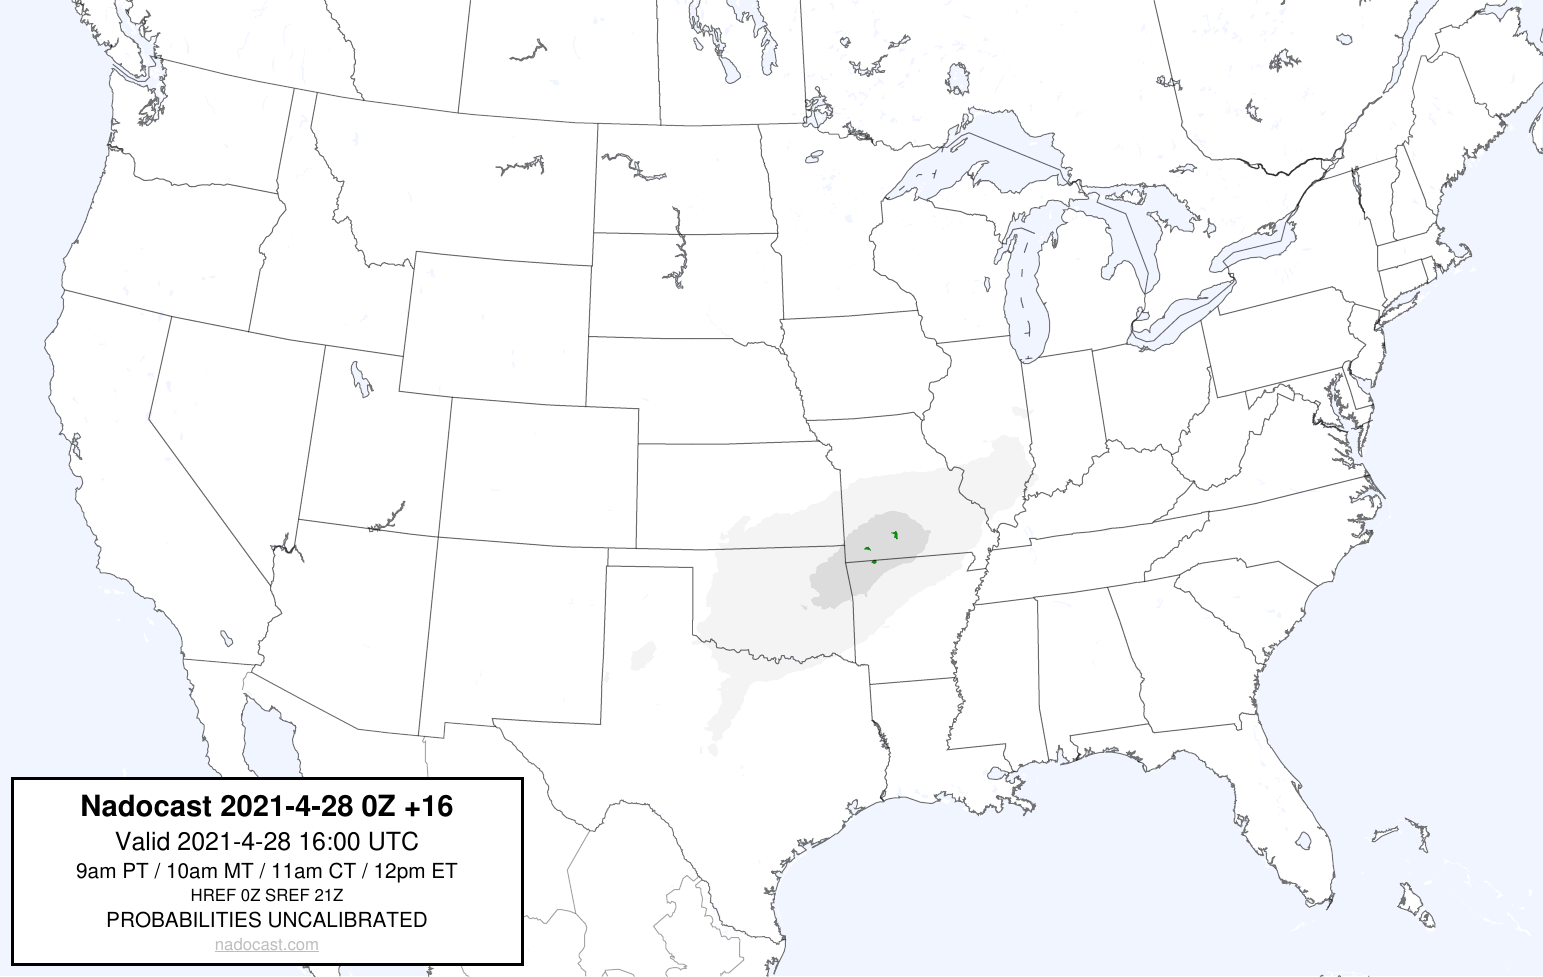 Nadocast 2021-4-28 0Z +16
Valid 2021-4-28 16:00 UTC
9am PT / 10am MT / 11am CT / 12pm ET
HREF 0Z SREF 21Z
PROBABILITIES UNCALIBRATED
nadocast.com